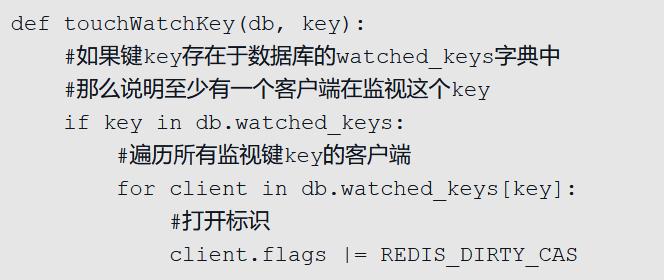 def touchWatchKey(db, key):
#如果键key存在于数据库的watched_keys字典中
#那么说明至少有一个客户端在监视这个key
if key in db.watched_keys:
#遍历所有监视键key的客户端
for client in db.watched_keys[key]:
#打开标识
client.flags |= REDIS_DIRTY_CAS